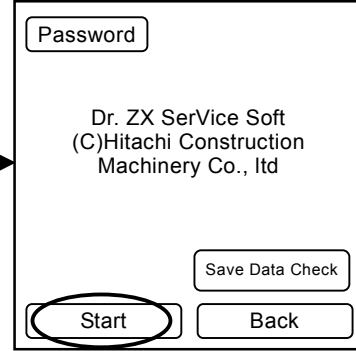 Password
Dr. ZX SerVice Soft
(C)Hitachi Construction
Machinery Co., ltd
Save Data Check
Start
Back